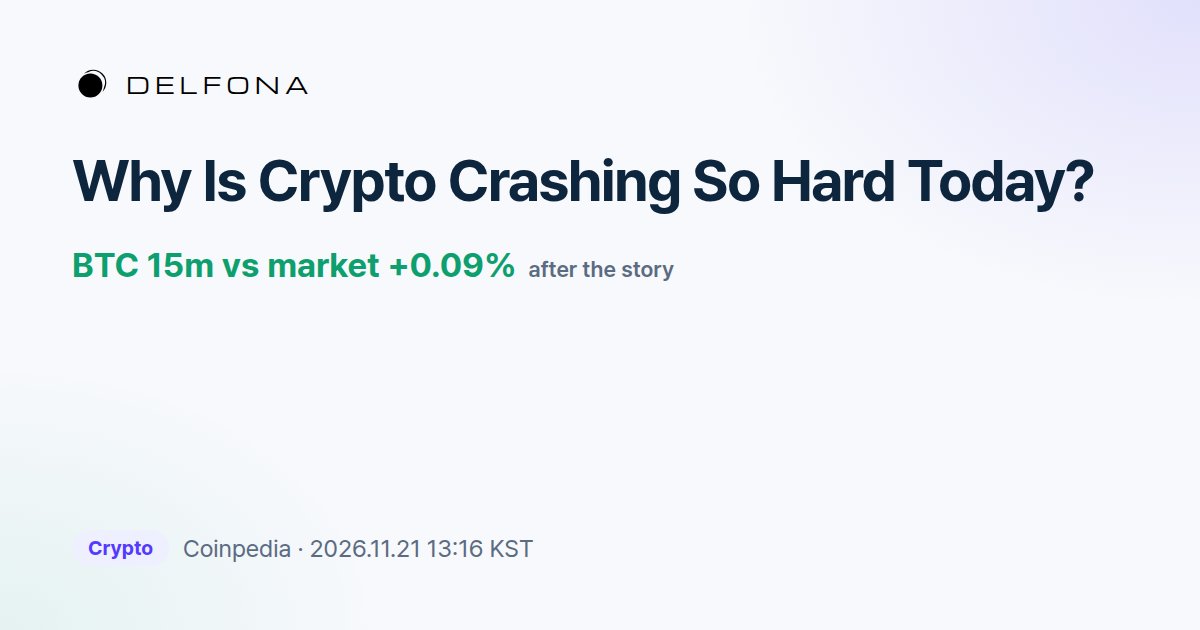 DELFONA
Why Is Crypto Crashing So Hard Today?
BTC 15m vs market +0.09% after the story
Crypto Coinpedia · 2026.11.21 13:16 KST